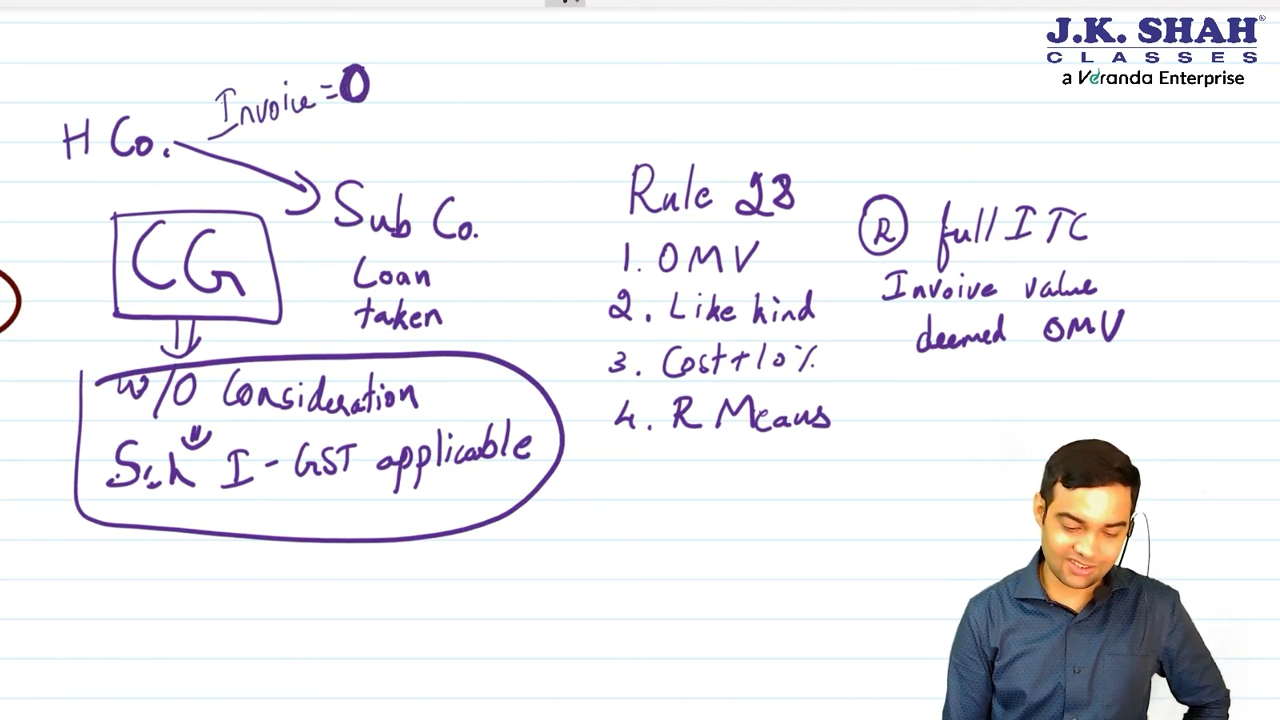 J.K. SHAH®
CLASSES
a Veranda Enterprise
Invoice = 0
H Co.
Sub Co.
Loan
taken
CG
w/o Consideration
Sch I - GST applicable
Rule 28
1. OMV
2. Like kind
3. Cost + 10%
4. R Means
R full ITC
Invoive value
deemed OMV